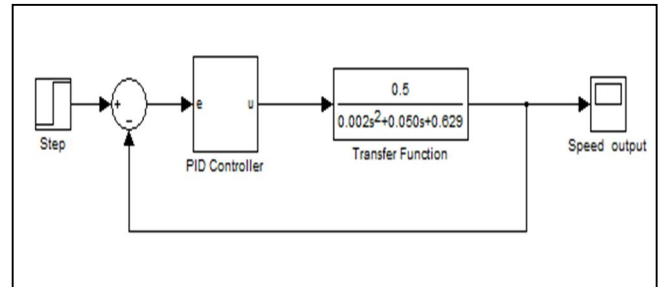 Step
+
−
e
u
PID Controller
0.5
0.002s²+0.050s+0.629
Transfer Function
Speed output